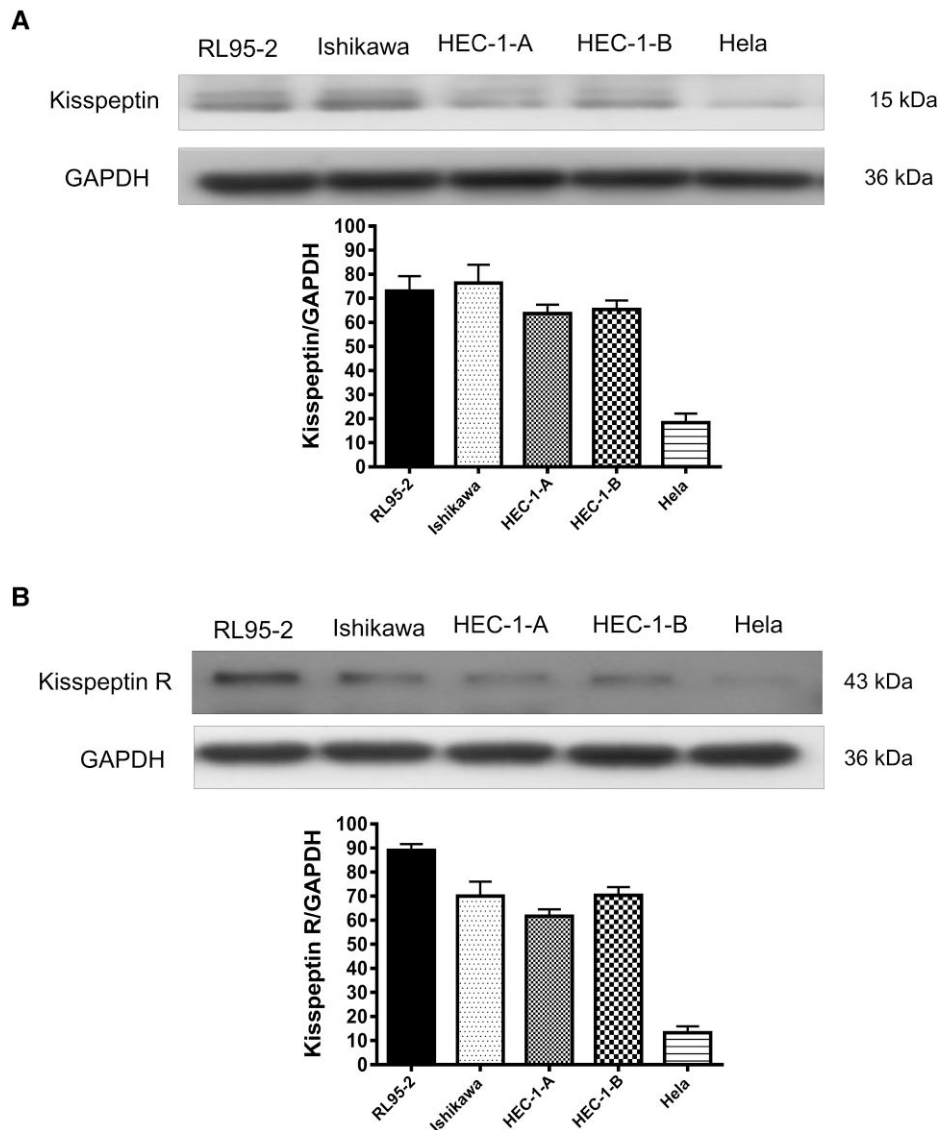 A
RL95-2 Ishikawa HEC-1-A HEC-1-B Hela
Kisspeptin 15 kDa
GAPDH 36 kDa
Kisspeptin/GAPDH
100
90
80
70
60
50
40
30
20
10
0
RL95-2 Ishikawa HEC-1-A HEC-1-B Hela
B
RL95-2 Ishikawa HEC-1-A HEC-1-B Hela
Kisspeptin R 43 kDa
GAPDH 36 kDa
Kisspeptin R/GAPDH
100
90
80
70
60
50
40
30
20
10
0
RL95-2 Ishikawa HEC-1-A HEC-1-B Hela